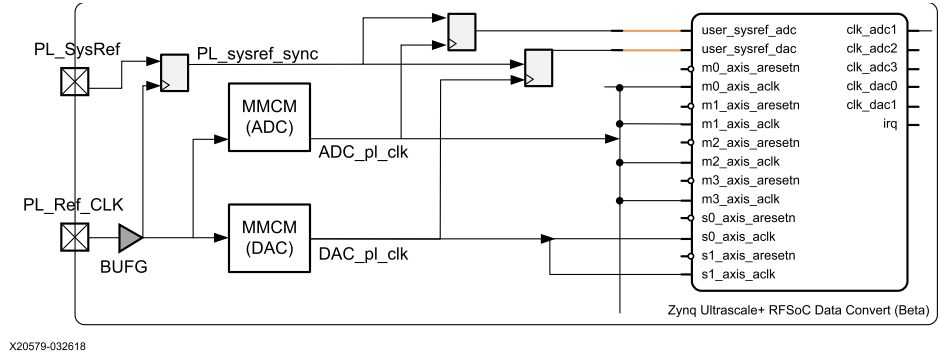 PL_SysRef
PL_sysref_sync
MMCM
(ADC)
ADC_pl_clk
PL_Ref_CLK
BUFG
MMCM
(DAC)
DAC_pl_clk
user_sysref_adc
user_sysref_dac
m0_axis_aresetn
m0_axis_aclk
m1_axis_aresetn
m1_axis_aclk
m2_axis_aresetn
m2_axis_aclk
m3_axis_aresetn
m3_axis_aclk
s0_axis_aresetn
s0_axis_aclk
s1_axis_aresetn
s1_axis_aclk
clk_adc1
clk_adc2
clk_adc3
clk_dac0
clk_dac1
irq
Zynq Ultrascale+ RFSoC Data Convert (Beta)
X20579-032618